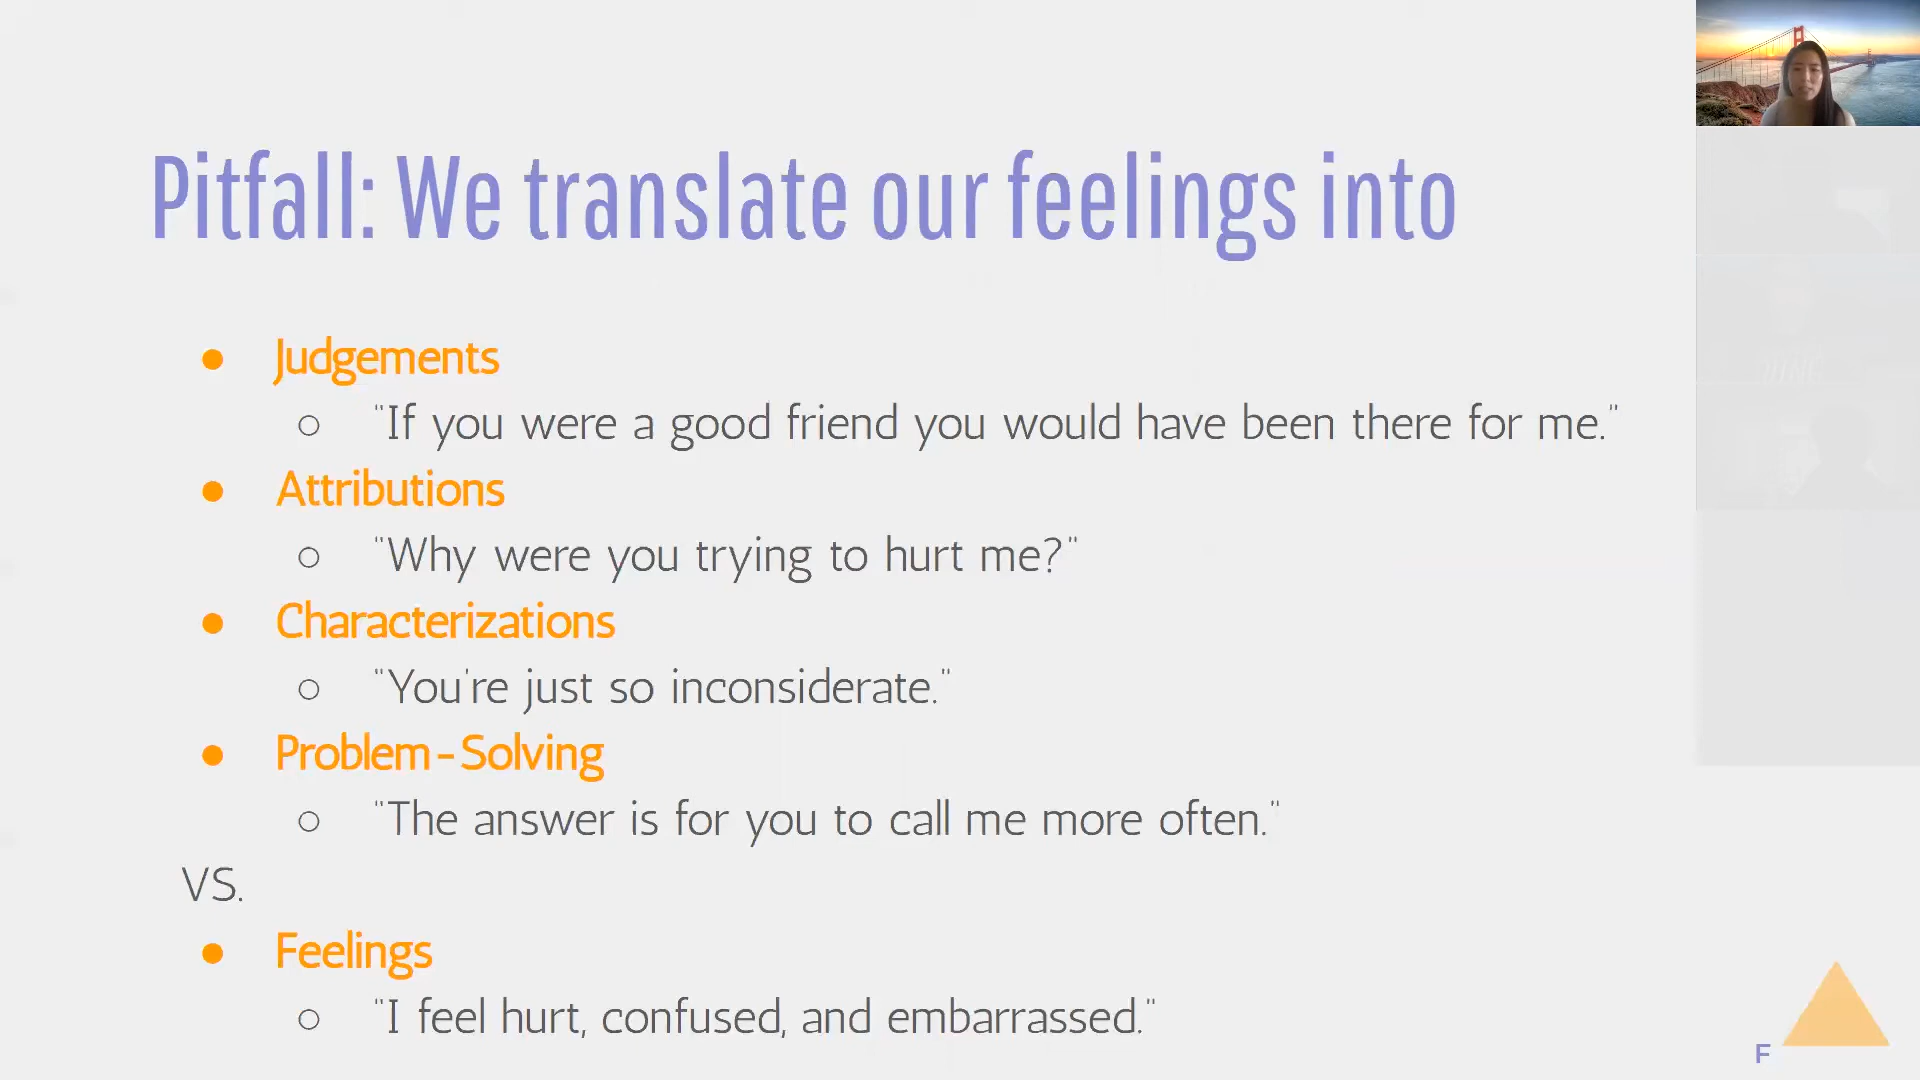 Pitfall: We translate our feelings into
● Judgements
○ "If you were a good friend you would have been there for me."
● Attributions
○ "Why were you trying to hurt me?"
● Characterizations
○ "You're just so inconsiderate."
● Problem-Solving
○ "The answer is for you to call me more often."
VS.
● Feelings
○ "I feel hurt, confused, and embarrassed."
F